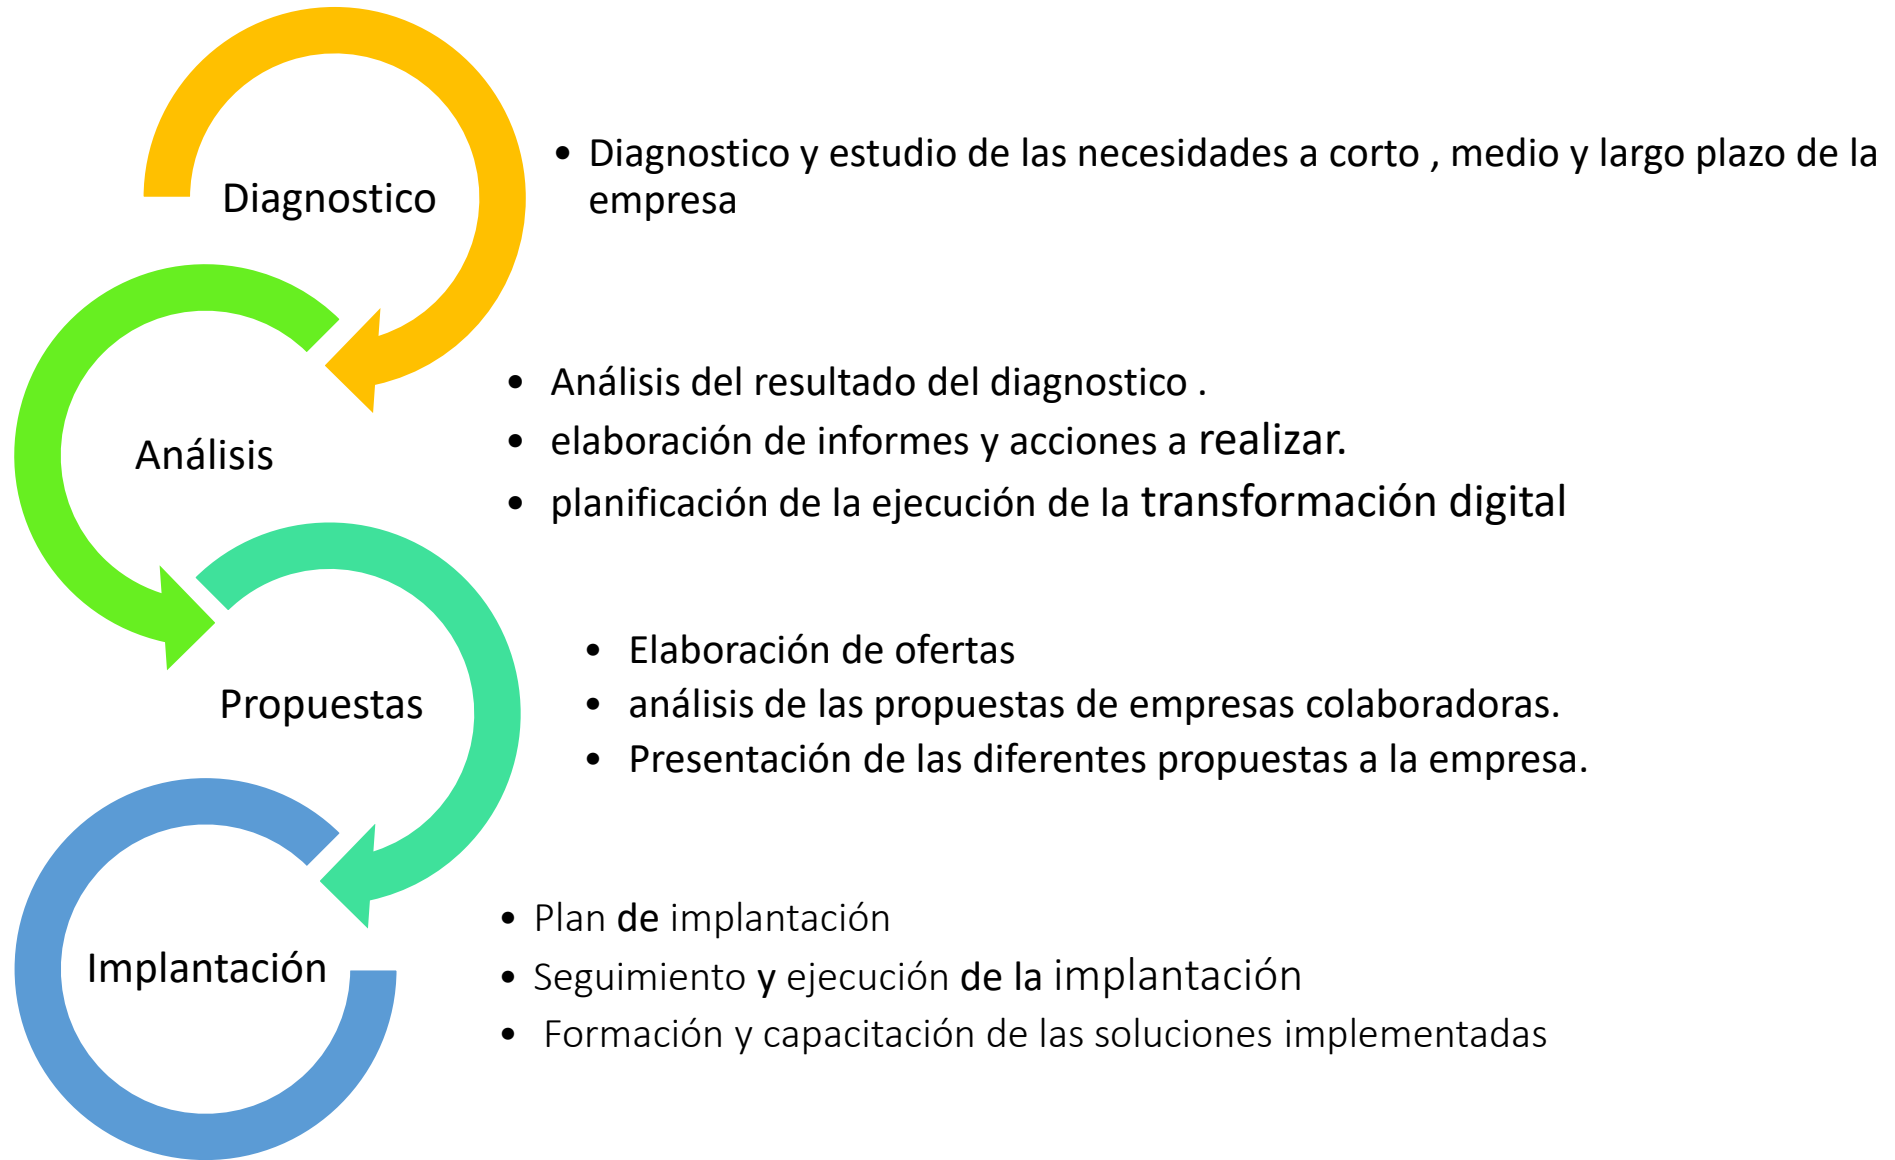 Diagnostico
• Diagnostico y estudio de las necesidades a corto , medio y largo plazo de la
empresa
Análisis
• Análisis del resultado del diagnostico .
• elaboración de informes y acciones a realizar.
• planificación de la ejecución de la transformación digital
Propuestas
• Elaboración de ofertas
• análisis de las propuestas de empresas colaboradoras.
• Presentación de las diferentes propuestas a la empresa.
Implantación
• Plan de implantación
• Seguimiento y ejecución de la implantación
• Formación y capacitación de las soluciones implementadas